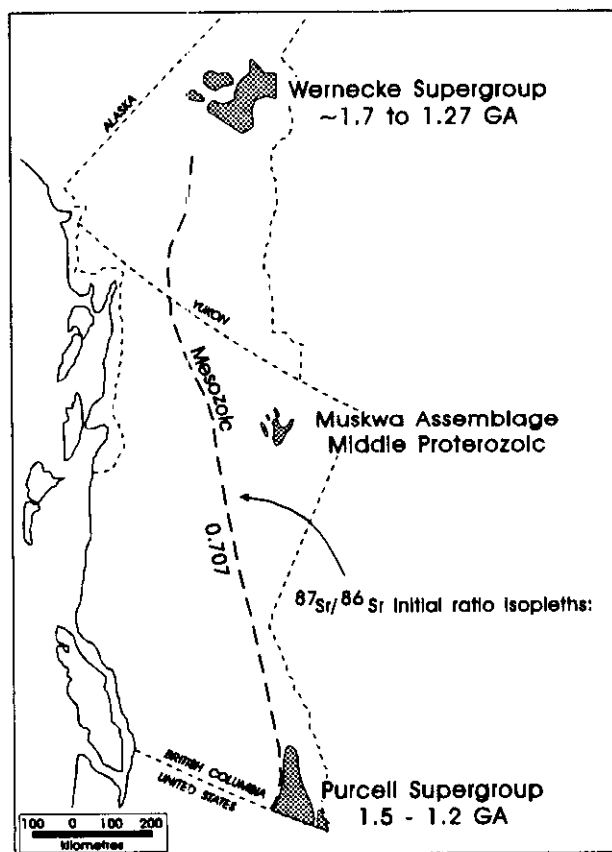 Wernecke Supergroup
~1.7 to 1.27 GA
ALASKA
YUKON
Mesozoic
Muskwa Assemblage
Middle Proterozoic
0.707
87Sr/86Sr Initial ratio isopleths:
BRITISH COLUMBIA
UNITED STATES
Purcell Supergroup
1.5 - 1.2 GA
100 0 100 200
kilometres